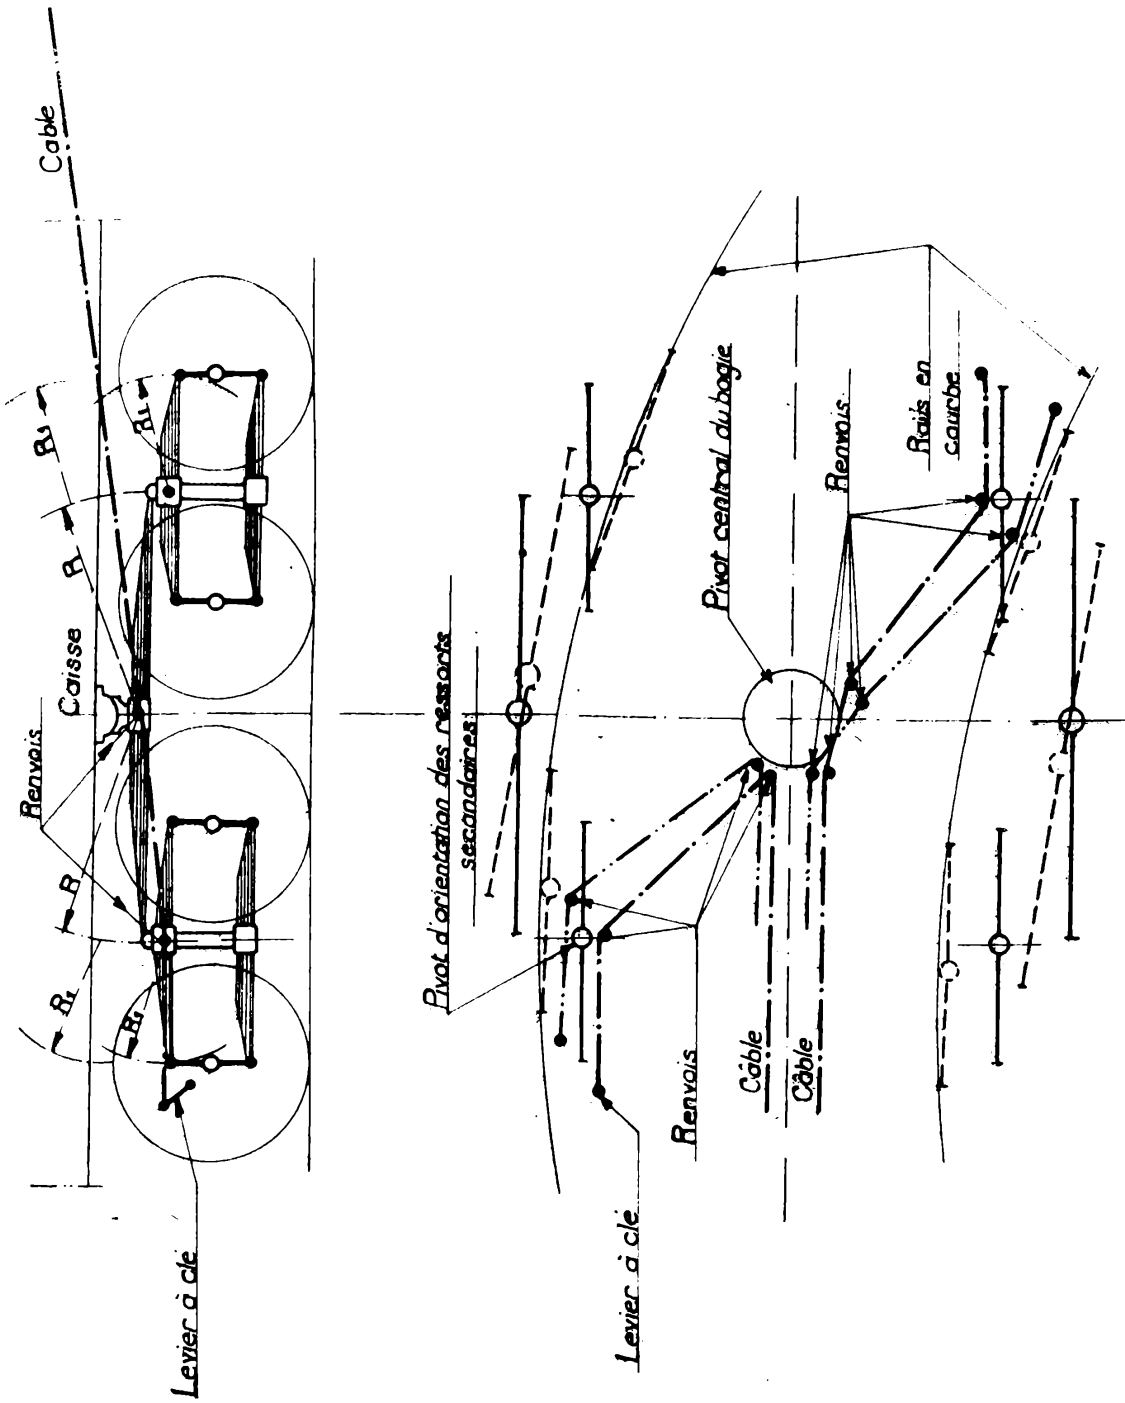 Cable
R₁
R₁
R
Caisse
Renvois
R
R₁
R₁
Levier à clé
Pivot d'orientation des ressorts
secondaires
Pivot central du bogie
Renvois
Rails en
courbe
Renvois
Câble
Câble
Levier à clé